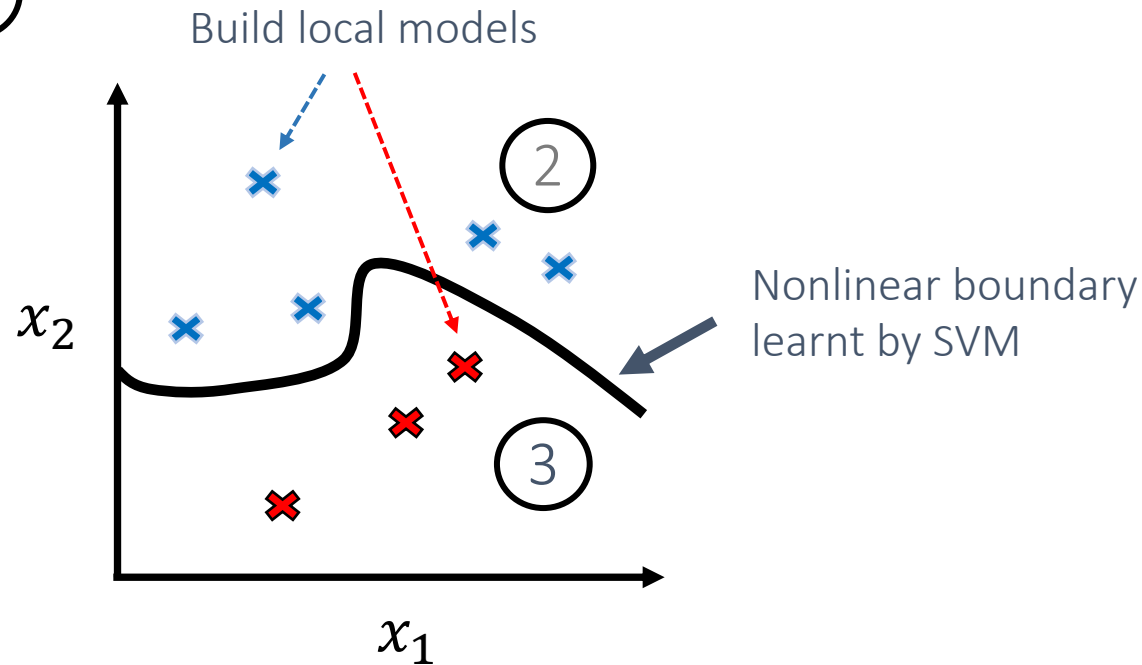 Build local models
2
Nonlinear boundary
learnt by SVM
x₂
3
x₁